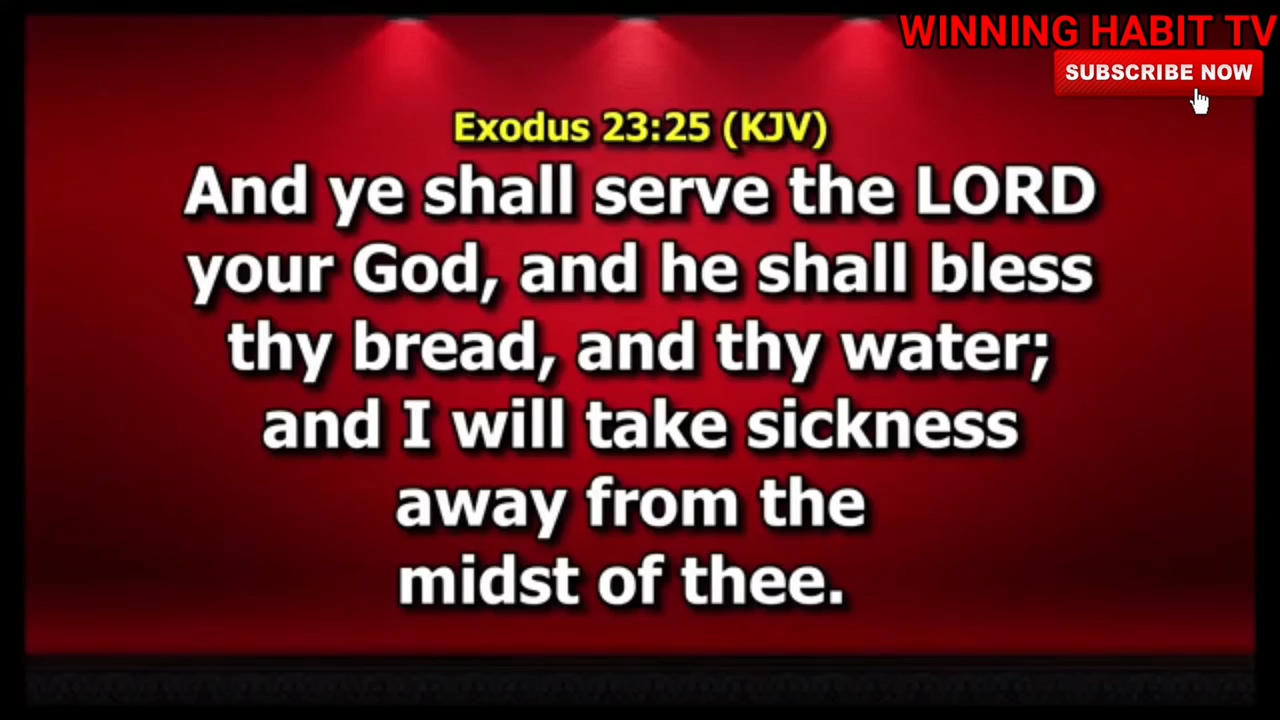 WINNING HABIT TV
SUBSCRIBE NOW
Exodus 23:25 (KJV)
And ye shall serve the LORD
your God, and he shall bless
thy bread, and thy water;
and I will take sickness
away from the
midst of thee.